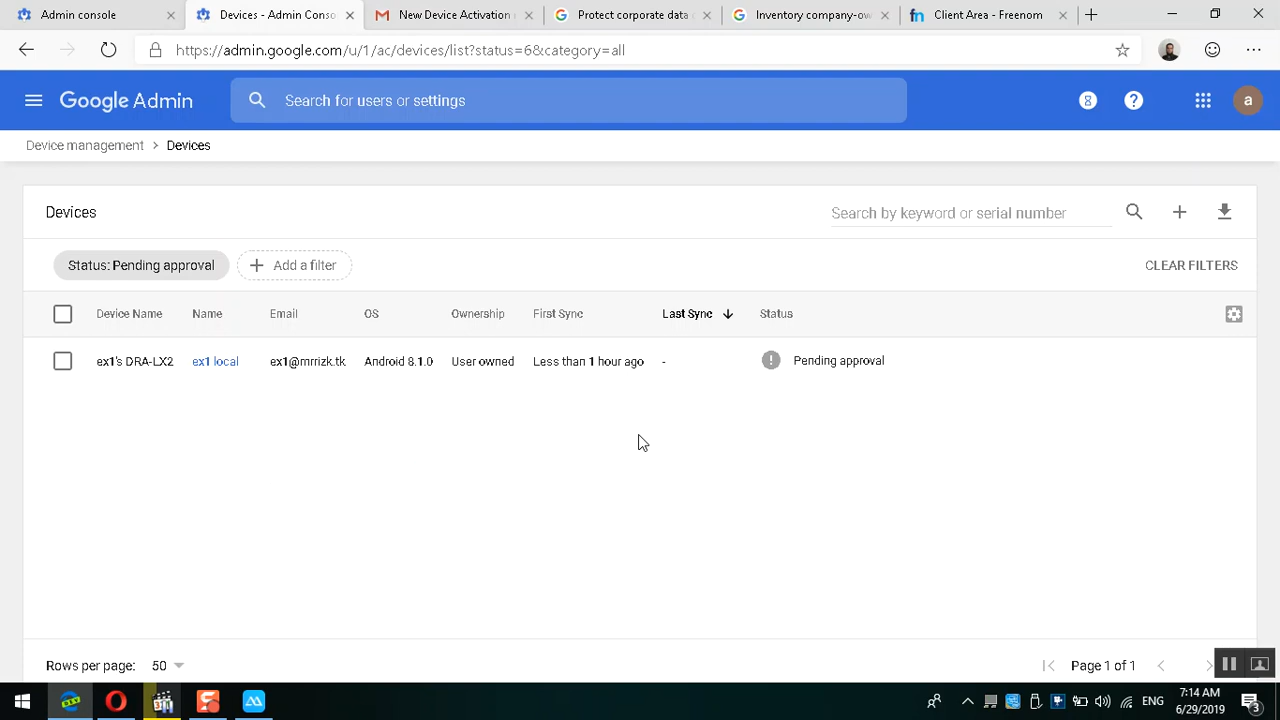 Admin console
Devices - Admin Conso
New Device Activation
Protect corporate data
Inventory company-ow
fn Client Area - Freenom
https://admin.google.com/u/1/ac/devices/list?status=6&category=all
Google Admin
Search for users or settings
8
?
a
Device management > Devices
Devices
Search by keyword or serial number
Status: Pending approval
Add a filter
CLEAR FILTERS
Device Name Name Email OS Ownership First Sync Last Sync Status
ex1's DRA-LX2 ex1 local ex1@mrrizk.tk Android 8.1.0 User owned Less than 1 hour ago - Pending approval
Rows per page: 50
Page 1 of 1
ENG
7:14 AM
6/29/2019
3